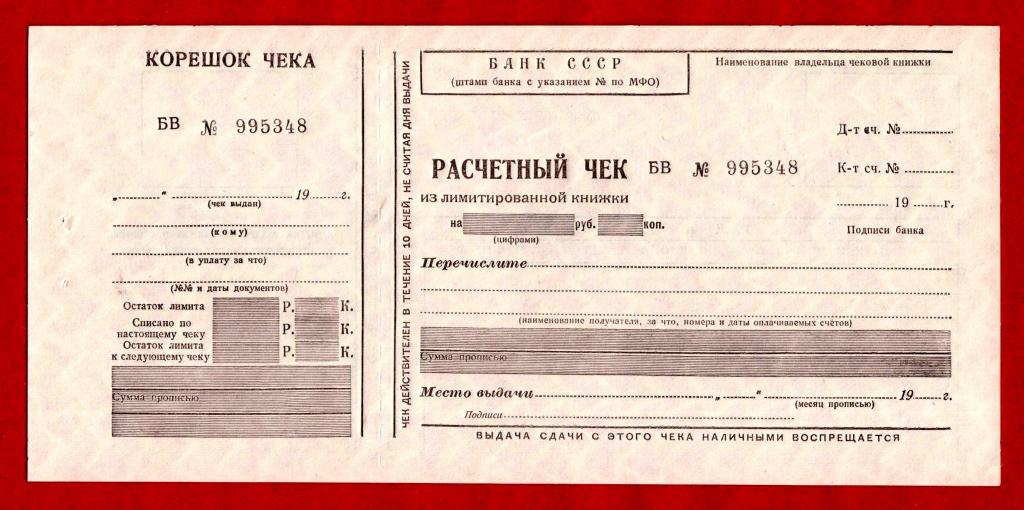 КОРЕШОК ЧЕКА
БВ № 995348
„ “ 19 г.
(чек выдан)
(кому)
(в уплату за что)
(№№ и даты документов)
Остаток лимита Р. К.
Списано по
настоящему чеку Р. К.
Остаток лимита
к следующему чеку Р. К.
Сумма прописью
ЧЕК ДЕЙСТВИТЕЛЕН В ТЕЧЕНИЕ 10 ДНЕЙ, НЕ СЧИТАЯ ДНЯ ВЫДАЧИ
БАНК СССР
(штамп банка с указанием № по МФО)
Наименование владельца чековой книжки
Д-т сч. №
РАСЧЕТНЫЙ ЧЕК БВ № 995348
К-т сч. №
из лимитированной книжки
19 г.
на руб. коп.
(цифрами)
Подписи банка
Перечислите
(наименование получателя, за что, номера и даты оплачиваемых счётов)
Сумма прописью
Место выдачи „ “ 19 г.
(месяц прописью)
Подписи
ВЫДАЧА СДАЧИ С ЭТОГО ЧЕКА НАЛИЧНЫМИ ВОСПРЕЩАЕТСЯ